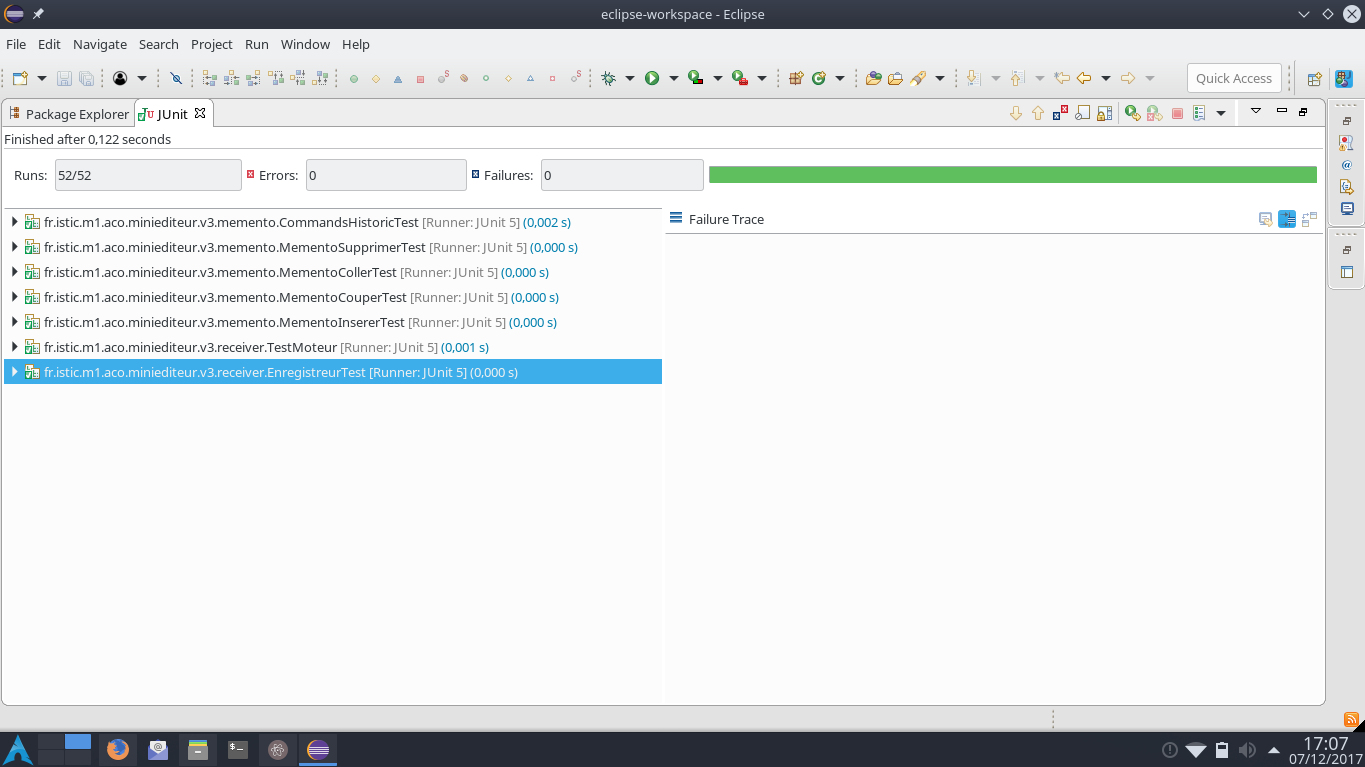 eclipse-workspace - Eclipse
File Edit Navigate Search Project Run Window Help
Quick Access
Package Explorer JUnit
Finished after 0,122 seconds
Runs: 52/52 Errors: 0 Failures: 0
fr.istic.m1.aco.miniediteur.v3.memento.CommandsHistoricTest [Runner: JUnit 5] (0,002 s)
Failure Trace
fr.istic.m1.aco.miniediteur.v3.memento.MementoSupprimerTest [Runner: JUnit 5] (0,000 s)
fr.istic.m1.aco.miniediteur.v3.memento.MementoCollerTest [Runner: JUnit 5] (0,000 s)
fr.istic.m1.aco.miniediteur.v3.memento.MementoCouperTest [Runner: JUnit 5] (0,000 s)
fr.istic.m1.aco.miniediteur.v3.memento.MementoInsererTest [Runner: JUnit 5] (0,000 s)
fr.istic.m1.aco.miniediteur.v3.receiver.TestMoteur [Runner: JUnit 5] (0,001 s)
fr.istic.m1.aco.miniediteur.v3.receiver.EnregistreurTest [Runner: JUnit 5] (0,000 s)
17:07
07/12/2017